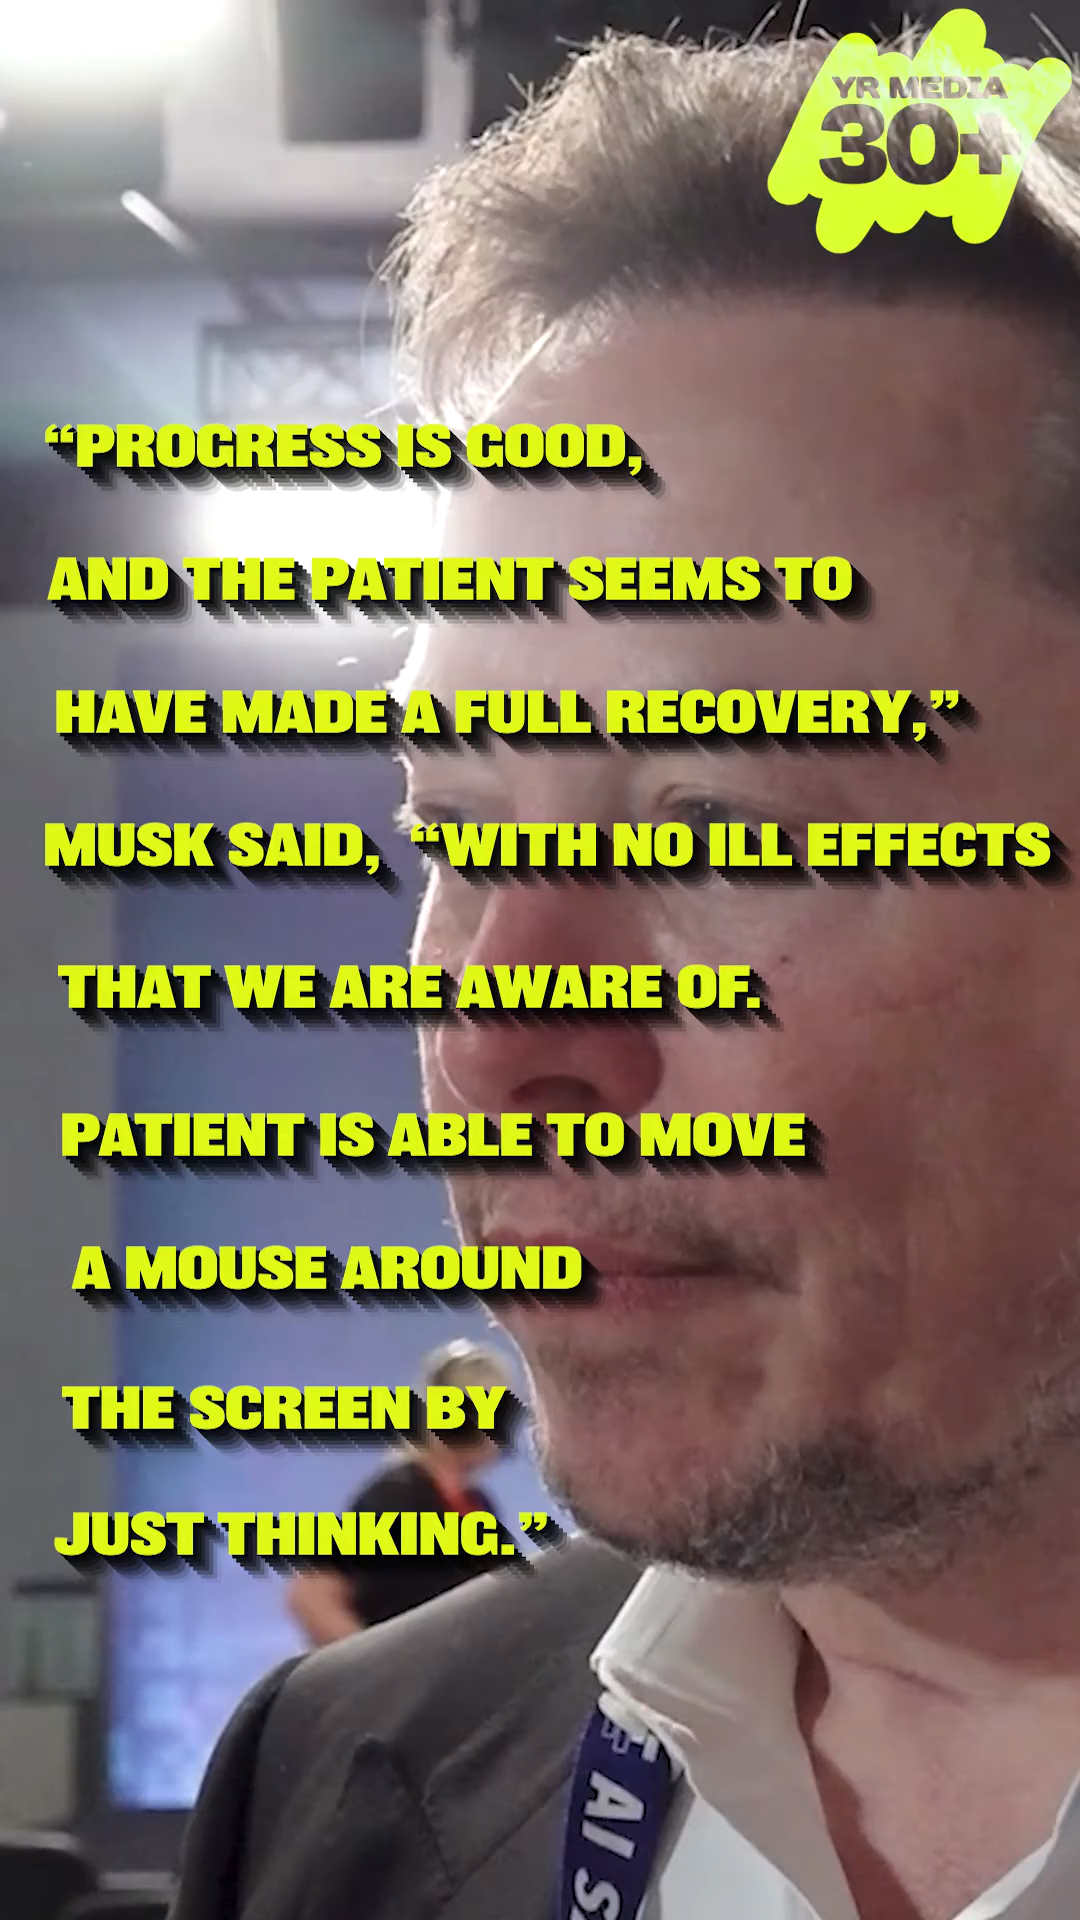 YR MEDIA
30+
“PROGRESS IS GOOD,
AND THE PATIENT SEEMS TO
HAVE MADE A FULL RECOVERY,”
MUSK SAID, “WITH NO ILL EFFECTS
THAT WE ARE AWARE OF.
PATIENT IS ABLE TO MOVE
A MOUSE AROUND
THE SCREEN BY
JUST THINKING.”
AI